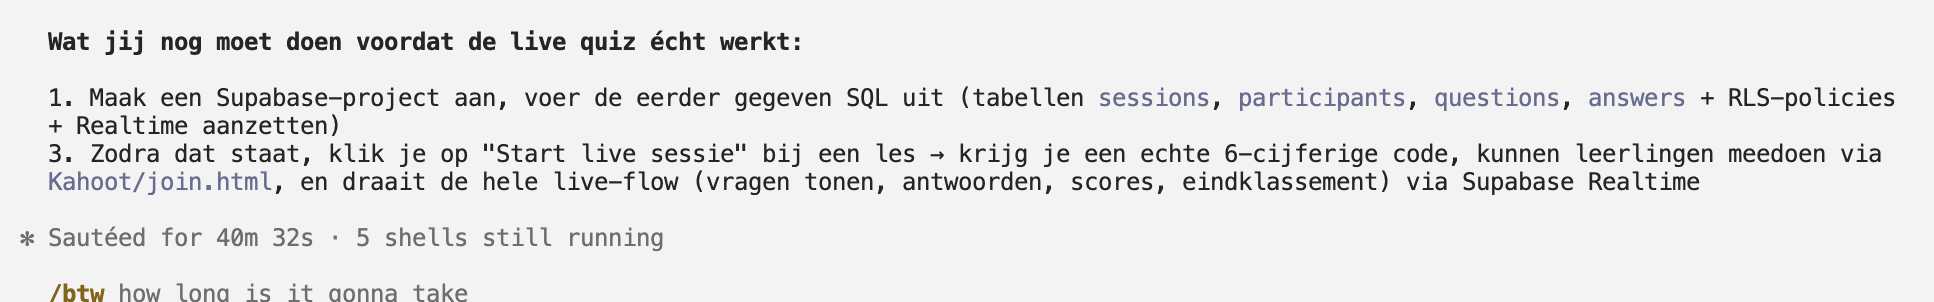 Wat jij nog moet doen voordat de live quiz écht werkt:
1. Maak een Supabase-project aan, voer de eerder gegeven SQL uit (tabellen sessions, participants, questions, answers + RLS-policies
+ Realtime aanzetten)
3. Zodra dat staat, klik je op "Start live sessie" bij een les → krijg je een echte 6-cijferige code, kunnen leerlingen meedoen via
Kahoot/join.html, en draait de hele live-flow (vragen tonen, antwoorden, scores, eindklassement) via Supabase Realtime
✻ Sautéed for 40m 32s · 5 shells still running
/btw how long is it gonna take